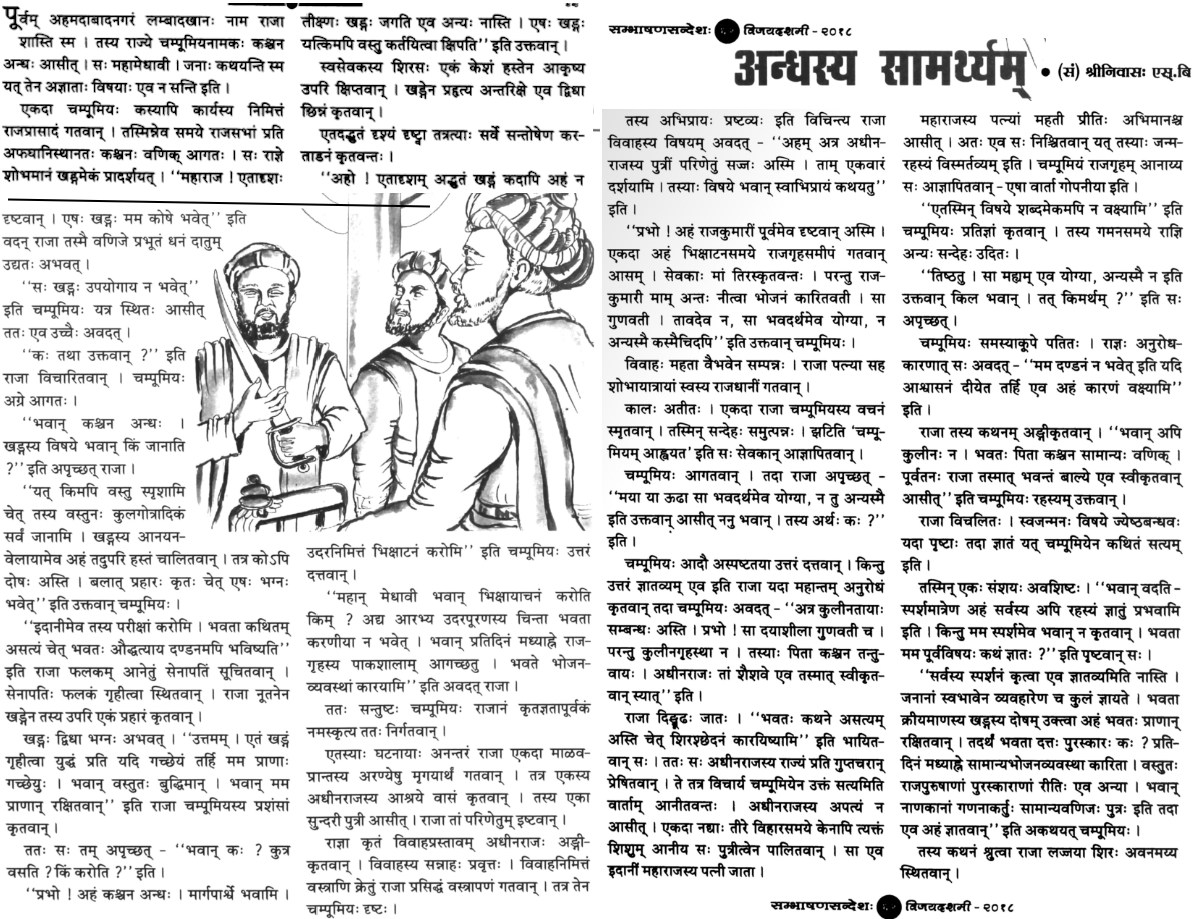 सम्भाषणसन्देशः विजयदशमी - २०१८
अन्धस्य सामर्थ्यम्
• (सं) श्रीनिवासः एस्.बि
पूर्वम् अहमदाबादनगरं लम्बादखानः नाम राजा
शास्ति स्म । तस्य राज्ये चम्पूमियनामकः कश्चन
अन्धः आसीत् । सः महामेधावी । जनाः कथयन्ति स्म
यत् तेन अज्ञाताः विषयाः एव न सन्ति इति ।
एकदा चम्पूमियः कस्यापि कार्यस्य निमित्तं
राजप्रासादं गतवान् । तस्मिन्नेव समये राजसभां प्रति
अफघानिस्थानतः कश्चनः वणिक् आगतः । सः राज्ञे
शोभमानं खड्गमेकं प्रादर्शयत् । ‘‘महाराज ! एतादृशः
तीक्ष्णः खड्गः जगति एव अन्यः नास्ति । एषः खड्गः
यत्किमपि वस्तु कर्तयित्वा क्षिपति’’ इति उक्तवान् ।
स्वसेवकस्य शिरसः एकं केशं हस्तेन आकृष्य
उपरि क्षिप्तवान् । खड्गेन प्रहृत्य अन्तरिक्षे एव द्विधा
छिन्नं कृतवान् ।
एतदद्भुतं दृश्यं दृष्ट्वा तत्रत्याः सर्वे सन्तोषेण कर-
ताडनं कृतवन्तः ।
‘‘अहो ! एतादृशम् अद्भुतं खड्गं कदापि अहं न
दृष्टवान् । एषः खड्गः मम कोषे भवेत्’’ इति
वदन् राजा तस्मै वणिजे प्रभूतं धनं दातुम्
उद्यतः अभवत् ।
‘‘सः खड्गः उपयोगाय न भवेत्’’
इति चम्पूमियः यत्र स्थितः आसीत्
ततः एव उच्चैः अवदत् ।
‘‘कः तथा उक्तवान् ?’’ इति
राजा विचारितवान् । चम्पूमियः
अग्रे आगतः ।
‘‘भवान् कश्चन अन्धः ।
खड्गस्य विषये भवान् किं जानाति
?’’ इति अपृच्छत् राजा ।
‘‘यत् किमपि वस्तु स्पृशामि
चेत् तस्य वस्तुनः कुलगोत्रादिकं
सर्वं जानामि । खड्गस्य आनयन-
वेलायामेव अहं तदुपरि हस्तं चालितवान् । तत्र कोऽपि
दोषः अस्ति । बलात् प्रहारः कृतः चेत् एषः भग्नः
भवेत्’’ इति उक्तवान् चम्पूमियः ।
‘‘इदानीमेव तस्य परीक्षां करोमि । भवता कथितम्
असत्यं चेत् भवतः औद्धत्याय दण्डनमपि भविष्यति’’
इति राजा फलकम् आनेतुं सेनापतिं सूचितवान् ।
सेनापतिः फलकं गृहीत्वा स्थितवान् । राजा नूतनेन
खड्गेन तस्य उपरि एकं प्रहारं कृतवान् ।
खड्गः द्विधा भग्नः अभवत् । ‘‘उत्तमम् । एतं खड्गं
गृहीत्वा युद्धं प्रति यदि गच्छेयं तर्हि मम प्राणाः
गच्छेयुः । भवान् वस्तुतः बुद्धिमान् । भवान् मम
प्राणान् रक्षितवान्’’ इति राजा चम्पूमियस्य प्रशंसां
कृतवान् ।
ततः सः तम् अपृच्छत् - ‘‘भवान् कः ? कुत्र
वसति ? किं करोति ?’’ इति ।
‘‘प्रभो ! अहं कश्चन अन्धः । मार्गपार्श्वे भवामि ।
उदरनिमित्तं भिक्षाटनं करोमि’’ इति चम्पूमियः उत्तरं
दत्तवान् ।
‘‘महान् मेधावी भवान् भिक्षायाचनं करोति
किम् ? अद्य आरभ्य उदरपूरणस्य चिन्ता भवता
करणीया न भवेत् । भवान् प्रतिदिनं मध्याह्ने राज-
गृहस्य पाकशालाम् आगच्छतु । भवते भोजन-
व्यवस्थां कारयामि’’ इति अवदत् राजा ।
ततः सन्तुष्टः चम्पूमियः राजानं कृतज्ञतापूर्वकं
नमस्कृत्य ततः निर्गतवान् ।
एतस्याः घटनायाः अनन्तरं राजा एकदा माळव-
प्रान्तस्य अरण्येषु मृगयार्थं गतवान् । तत्र एकस्य
अधीनराजस्य आश्रये वासं कृतवान् । तस्य एका
सुन्दरी पुत्री आसीत् । राजा तां परिणेतुम् इष्टवान् ।
राज्ञा कृतं विवाहप्रस्तावम् अधीनराजः अङ्गी-
कृतवान् । विवाहस्य सन्नाहः प्रवृत्तः । विवाहनिमित्तं
वस्त्राणि क्रेतुं राजा प्रसिद्धं वस्त्रापणं गतवान् । तत्र तेन
चम्पूमियः दृष्टः ।
तस्य अभिप्रायः प्रष्टव्यः इति विचिन्त्य राजा
विवाहस्य विषयम् अवदत् - ‘‘अहम् अत्र अधीन-
राजस्य पुत्रीं परिणेतुं सज्जः अस्मि । ताम् एकवारं
दर्शयामि । तस्याः विषये भवान् स्वाभिप्रायं कथयतु’’
इति ।
‘‘प्रभो ! अहं राजकुमारीं पूर्वमेव दृष्टवान् अस्मि ।
एकदा अहं भिक्षाटनसमये राजगृहसमीपं गतवान्
आसम् । सेवकाः मां तिरस्कृतवन्तः । परन्तु राज-
कुमारी माम् अन्तः नीत्वा भोजनं कारितवती । सा
गुणवती । तावदेव न, सा भवदर्थमेव योग्या, न
अन्यस्मै कस्मैचिदपि’’ इति उक्तवान् चम्पूमियः ।
विवाहः महता वैभवेन सम्पन्नः । राजा पत्न्या सह
शोभायात्रायां स्वस्य राजधानीं गतवान् ।
कालः अतीतः । एकदा राजा चम्पूमियस्य वचनं
स्मृतवान् । तस्मिन् सन्देहः समुत्पन्नः । झटिति ‘चम्पू-
मियम् आह्वयत’ इति सः सेवकान् आज्ञापितवान् ।
चम्पूमियः आगतवान् । तदा राजा अपृच्छत् -
‘‘मया या ऊढा सा भवदर्थमेव योग्या, न तु अन्यस्मै
इति उक्तवान् आसीत् ननु भवान् । तस्य अर्थः कः ?’’
इति ।
चम्पूमियः आदौ अस्पष्टतया उत्तरं दत्तवान् । किन्तु
उत्तरं ज्ञातव्यम् एव इति राजा यदा महान्तम् अनुरोधं
कृतवान् तदा चम्पूमियः अवदत् - ‘‘अत्र कुलीनतायाः
सम्बन्धः अस्ति । प्रभो ! सा दयाशीला गुणवती च ।
परन्तु कुलीनगृहस्था न । तस्याः पिता कश्चन तन्तु-
वायः । अधीनराजः तां शैशवे एव तस्मात् स्वीकृत-
वान् स्यात्’’ इति ।
राजा दिङ्मूढः जातः । ‘‘भवतः कथने असत्यम्
अस्ति चेत् शिरश्छेदनं कारयिष्यामि’’ इति भायित-
वान् सः । ततः सः अधीनराजस्य राज्यं प्रति गुप्तचरान्
प्रेषितवान् । ते तत्र विचार्य चम्पूमियेन उक्तं सत्यमिति
वार्ताम् आनीतवन्तः । अधीनराजस्य अपत्यं न
आसीत् । एकदा नद्याः तीरे विहारसमये केनापि त्यक्तं
शिशुम् आनीय सः पुत्रीत्वेन पालितवान् । सा एव
इदानीं महाराजस्य पत्नी जाता ।
महाराजस्य पत्न्यां महती प्रीतिः अभिमानश्च
आसीत् । अतः एव सः निश्चितवान् यत् तस्याः जन्म-
रहस्यं विस्मर्तव्यम् इति । चम्पूमियं राजगृहम् आनाय्य
सः आज्ञापितवान् - एषा वार्ता गोपनीया इति ।
‘‘एतस्मिन् विषये शब्दमेकमपि न वक्ष्यामि’’ इति
चम्पूमियः प्रतिज्ञां कृतवान् । तस्य गमनसमये राज्ञि
अन्यः सन्देहः उदितः ।
‘‘तिष्ठतु । सा मह्यम् एव योग्या, अन्यस्मै न इति
उक्तवान् किल भवान् । तत् किमर्थम् ?’’ इति सः
अपृच्छत् ।
चम्पूमियः समस्याकूपे पतितः । राज्ञः अनुरोध-
कारणात् सः अवदत् - ‘‘मम दण्डनं न भवेत् इति यदि
आश्वासनं दीयेत तर्हि एव अहं कारणं वक्ष्यामि’’
इति ।
राजा तस्य कथनम् अङ्गीकृतवान् । ‘‘भवान् अपि
कुलीनः न । भवतः पिता कश्चन सामान्यः वणिक् ।
पूर्वतनः राजा तस्मात् भवन्तं बाल्ये एव स्वीकृतवान्
आसीत्’’ इति चम्पूमियः रहस्यम् उक्तवान् ।
राजा विचलितः । स्वजन्मनः विषये ज्येष्ठबन्धवः
यदा पृष्टाः तदा ज्ञातं यत् चम्पूमियेन कथितं सत्यम्
इति ।
तस्मिन् एकः संशयः अवशिष्टः । ‘‘भवान् वदति -
स्पर्शमात्रेण अहं सर्वस्य अपि रहस्यं ज्ञातुं प्रभवामि
इति । किन्तु मम स्पर्शमेव भवान् न कृतवान् । भवता
मम पूर्वविषयः कथं ज्ञातः ?’’ इति पृष्टवान् सः ।
‘‘सर्वस्य स्पर्शनं कृत्वा एव ज्ञातव्यमिति नास्ति ।
जनानां स्वभावेन व्यवहारेण च कुलं ज्ञायते । भवता
क्रीयमाणस्य खड्गस्य दोषम् उक्त्वा अहं भवतः प्राणान्
रक्षितवान् । तदर्थं भवता दत्तः पुरस्कारः कः ? प्रति-
दिनं मध्याह्ने सामान्यभोजनव्यवस्था कारिता । वस्तुतः
राजपुरुषाणां पुरस्काराणां रीतिः एव अन्या । भवान्
नाणकानां गणनाकर्तुः सामान्यवणिजः पुत्रः इति तदा
एव अहं ज्ञातवान्’’ इति अकथयत् चम्पूमियः ।
तस्य कथनं श्रुत्वा राजा लज्जया शिरः अवनमय्य
स्थितवान् ।
सम्भाषणसन्देशः विजयदशमी - २०१८